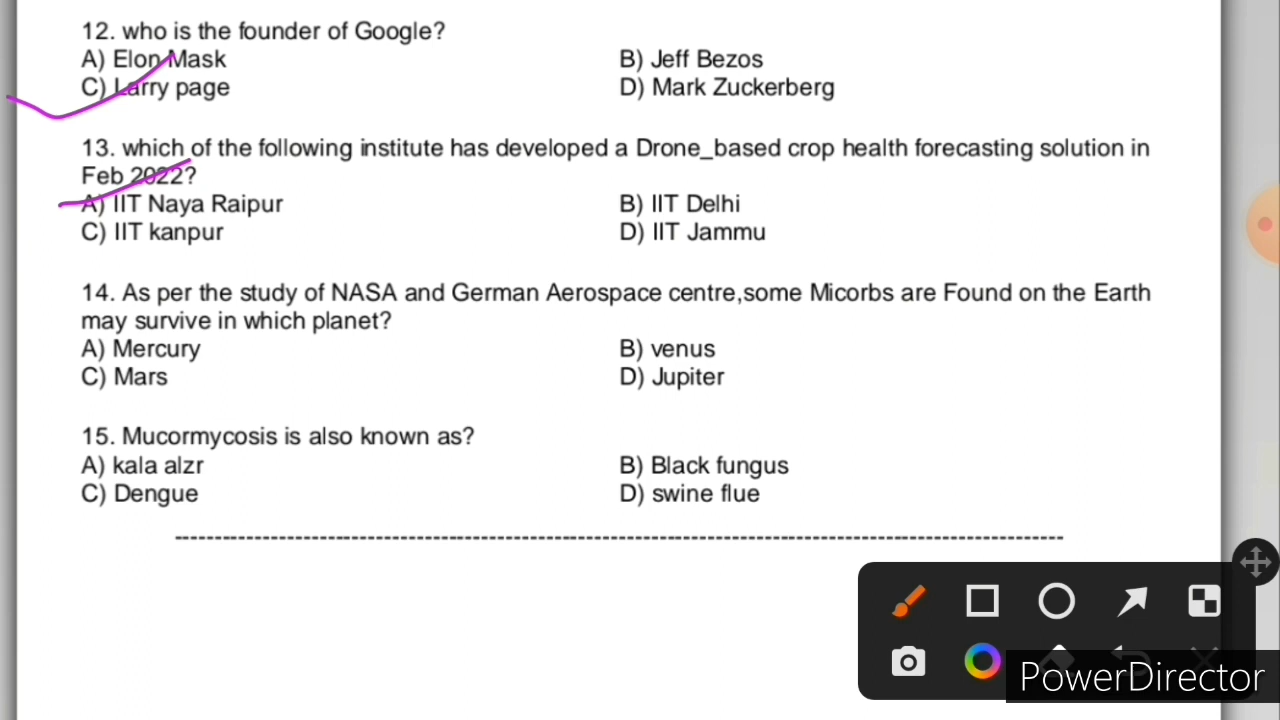 12. who is the founder of Google?
A) Elon Mask B) Jeff Bezos
C) Larry page D) Mark Zuckerberg
13. which of the following institute has developed a Drone_based crop health forecasting solution in
Feb 2022?
A) IIT Naya Raipur B) IIT Delhi
C) IIT kanpur D) IIT Jammu
14. As per the study of NASA and German Aerospace centre,some Micorbs are Found on the Earth
may survive in which planet?
A) Mercury B) venus
C) Mars D) Jupiter
15. Mucormycosis is also known as?
A) kala alzr B) Black fungus
C) Dengue D) swine flue
PowerDirector